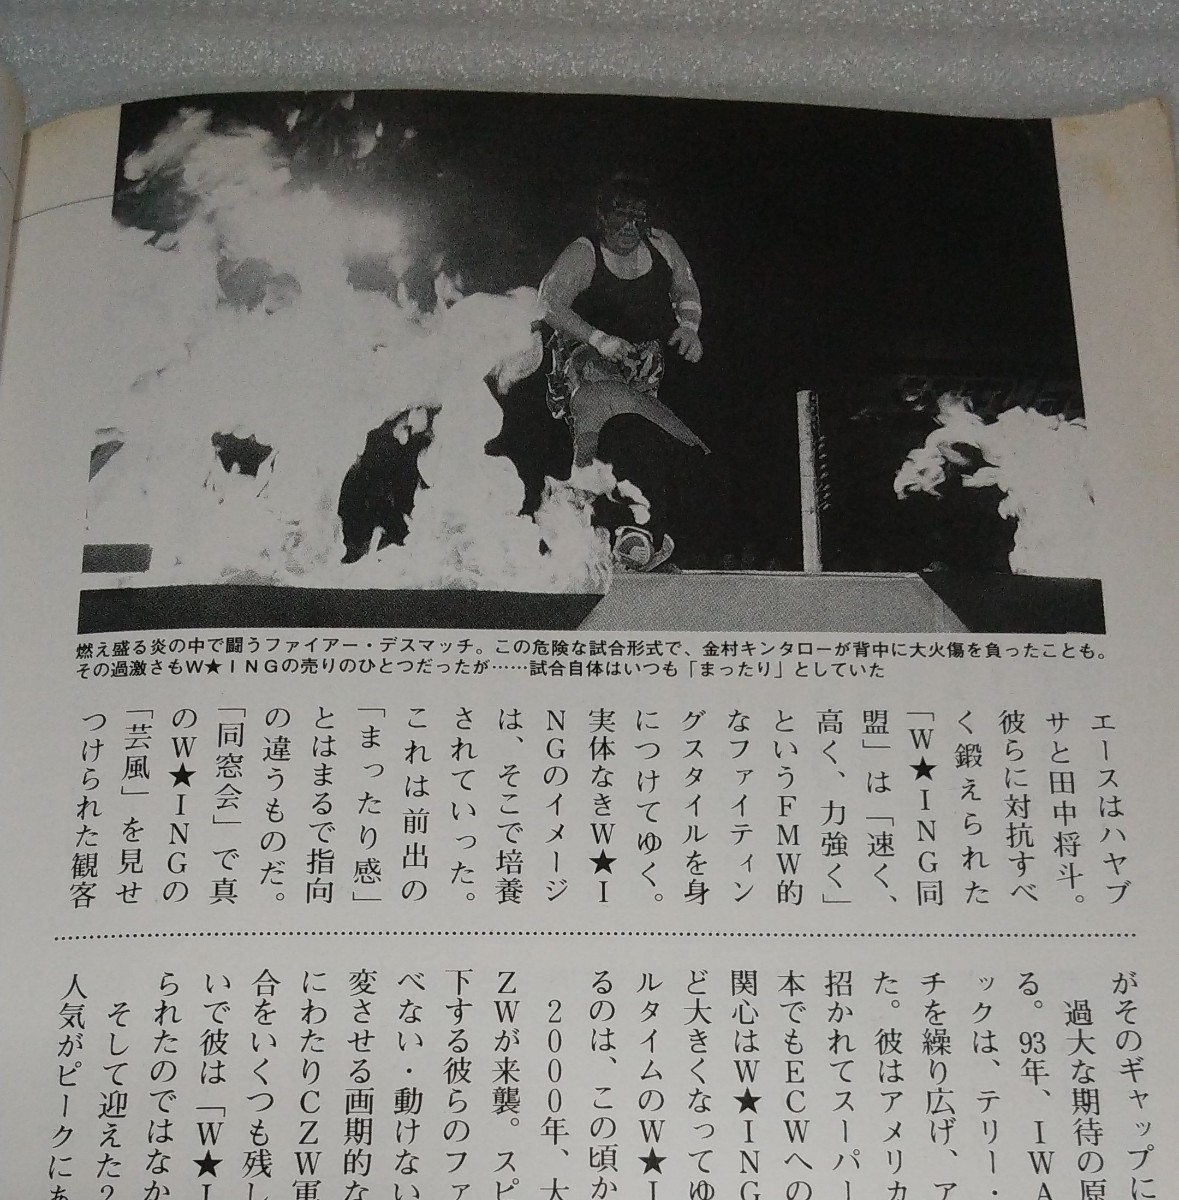 燃え盛る炎の中で闘うファイアー・デスマッチ。この危険な試合形式で、金村キンタローが背中に大火傷を負ったことも。
その過激さもW★INGの売りのひとつだったが……試合自体はいつも「まったり」としていた
エースはハヤブ
サと田中将斗。
彼らに対抗すべ
く鍛えられた
「W★ING同
盟」は「速く、
高く、力強く」
というFMW的
なファイティン
グスタイルを身
につけてゆく。
実体なきW★I
NGのイメージ
は、そこで培養
されていった。
これは前出の
「まったり感」
とはまるで指向
の違うものだ。
「同窓会」で真
のW★INGの
「芸風」を見せ
つけられた観客
がそのギャップに
過大な期待の原
る。93年、IWA
ックは、テリー・
チを繰り広げ、ア
た。彼はアメリカ
招かれてスーパー
本でもECWへの
関心はW★ING
ど大きくなってゆ
ルタイムのW★I
るのは、この頃か
2000年、大
ZWが来襲。スピ
下する彼らのファ
べない・動けない
変させる画期的な
にわたりCZW軍
合をいくつも残し
いで彼は「W★I
られたのではなか
そして迎えた2
人気がピークにあ